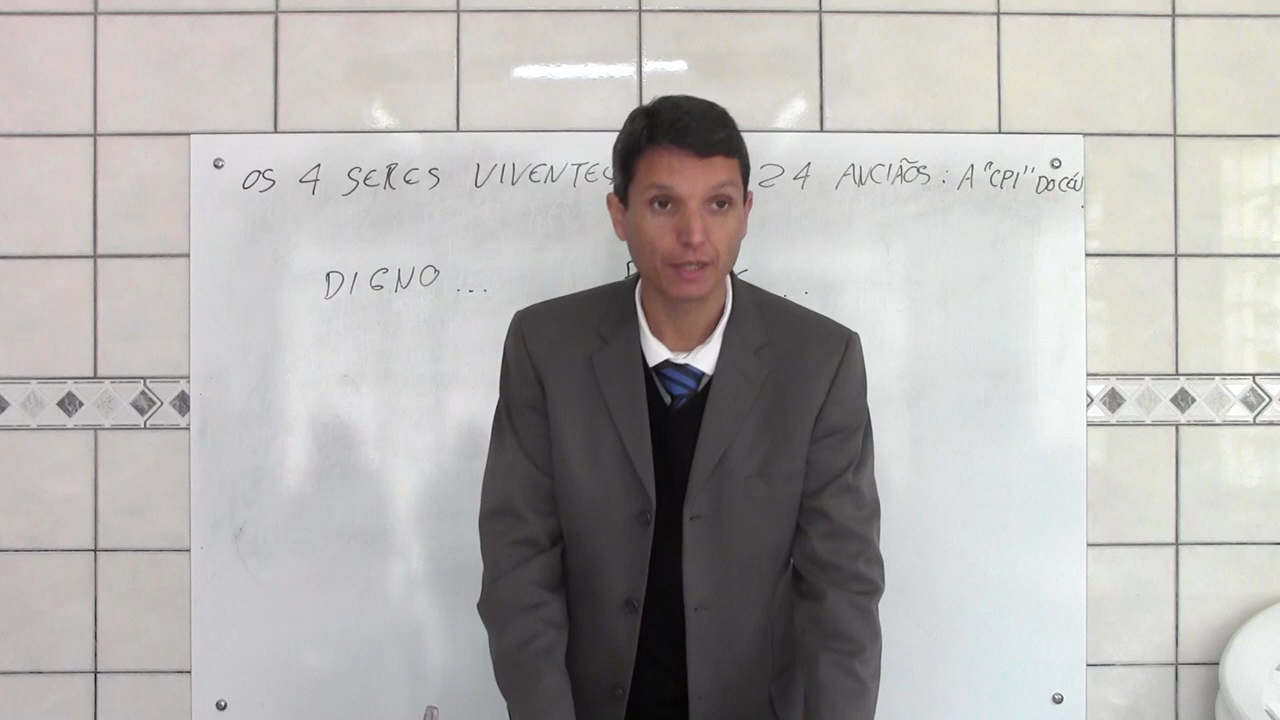 OS 4 SERES VIVENTES 24 ANCIÃOS: A "CPI" DO CÉU
DIGNO ...